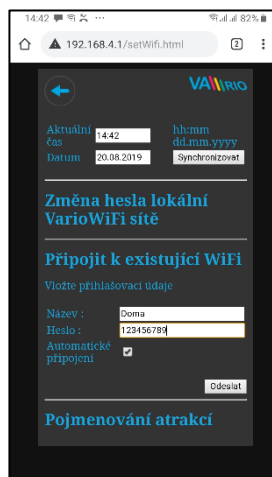 14:42
82%
192.168.4.1/setWifi.html
2
VARIO
Aktuální čas
14:42
hh:mm
dd.mm.yyyy
Datum
20.08.2019
Synchronizovat
Změna hesla lokální
VarioWiFi sítě
Připojit k existující WiFi
Vložte přihlašovací údaje
Název :
Doma
Heslo :
123456789
Automatické
připojení
Odeslat
Pojmenování atrakcí